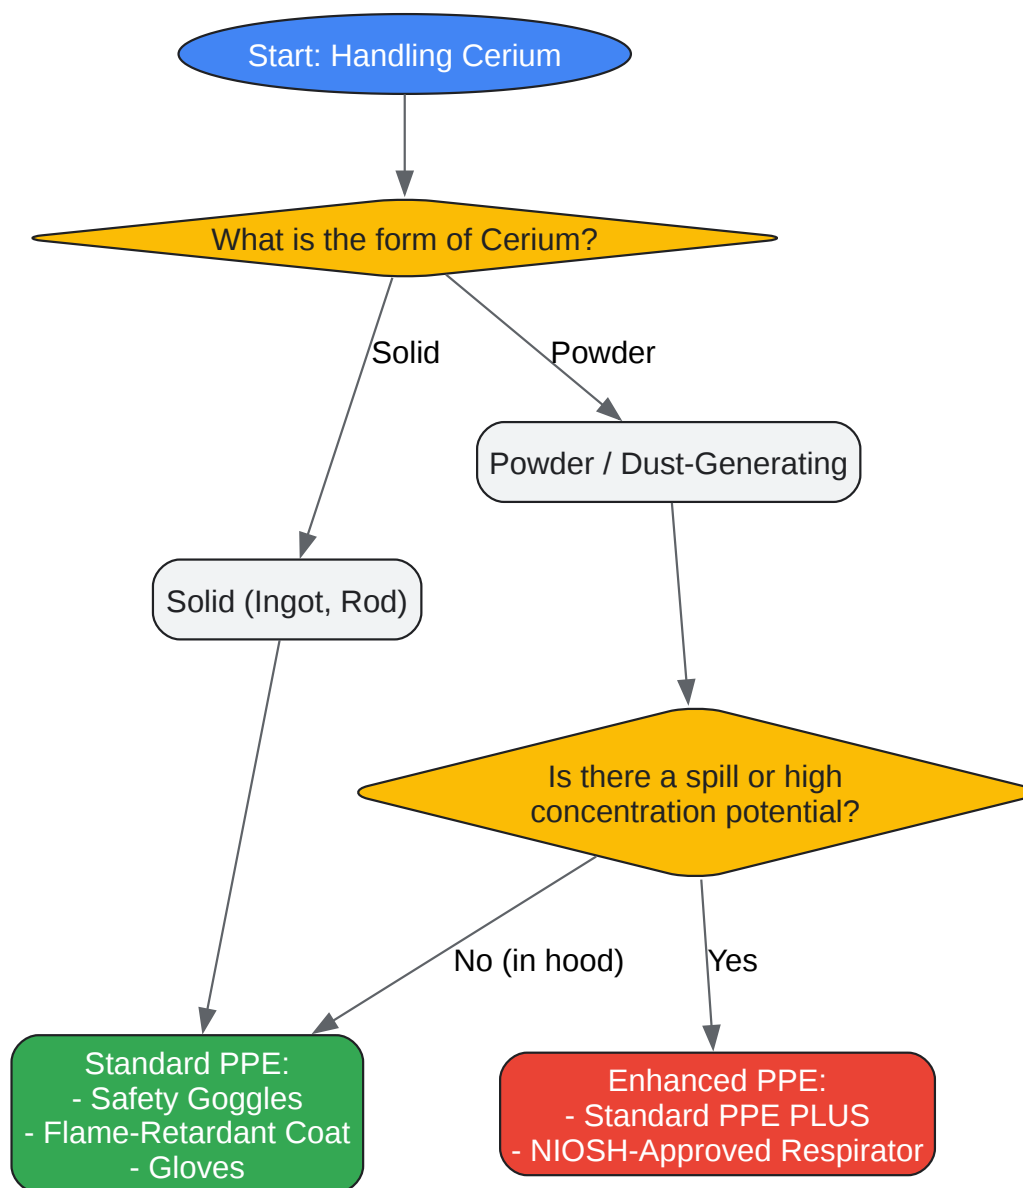 Start: Handling Cerium
What is the form of Cerium?
Solid
Powder
Powder / Dust-Generating
Solid (Ingot, Rod)
Is there a spill or high
concentration potential?
No (in hood)
Yes
Standard PPE:
- Safety Goggles
- Flame-Retardant Coat
- Gloves
Enhanced PPE:
- Standard PPE PLUS
- NIOSH-Approved Respirator